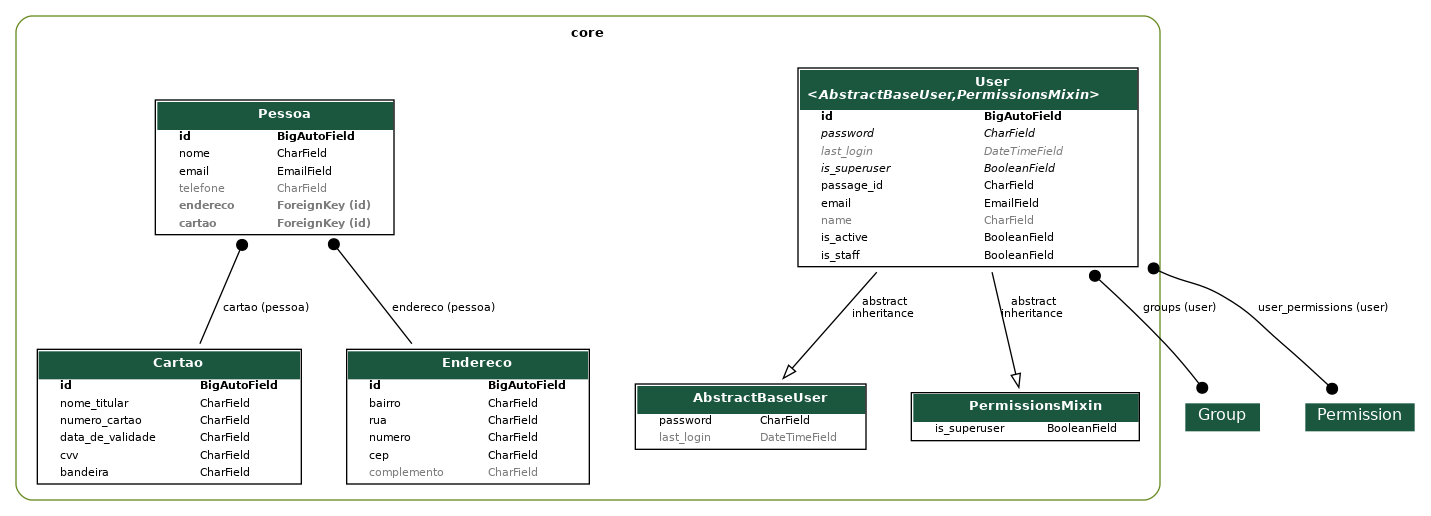 core
Pessoa
id BigAutoField
nome CharField
email EmailField
telefone CharField
endereco ForeignKey (id)
cartao ForeignKey (id)
User
<AbstractBaseUser,PermissionsMixin>
id BigAutoField
password CharField
last_login DateTimeField
is_superuser BooleanField
passage_id CharField
email EmailField
name CharField
is_active BooleanField
is_staff BooleanField
cartao (pessoa)
endereco (pessoa)
abstract
inheritance
abstract
inheritance
groups (user)
user_permissions (user)
Cartao
id BigAutoField
nome_titular CharField
numero_cartao CharField
data_de_validade CharField
cvv CharField
bandeira CharField
Endereco
id BigAutoField
bairro CharField
rua CharField
numero CharField
cep CharField
complemento CharField
AbstractBaseUser
password CharField
last_login DateTimeField
PermissionsMixin
is_superuser BooleanField
Group
Permission